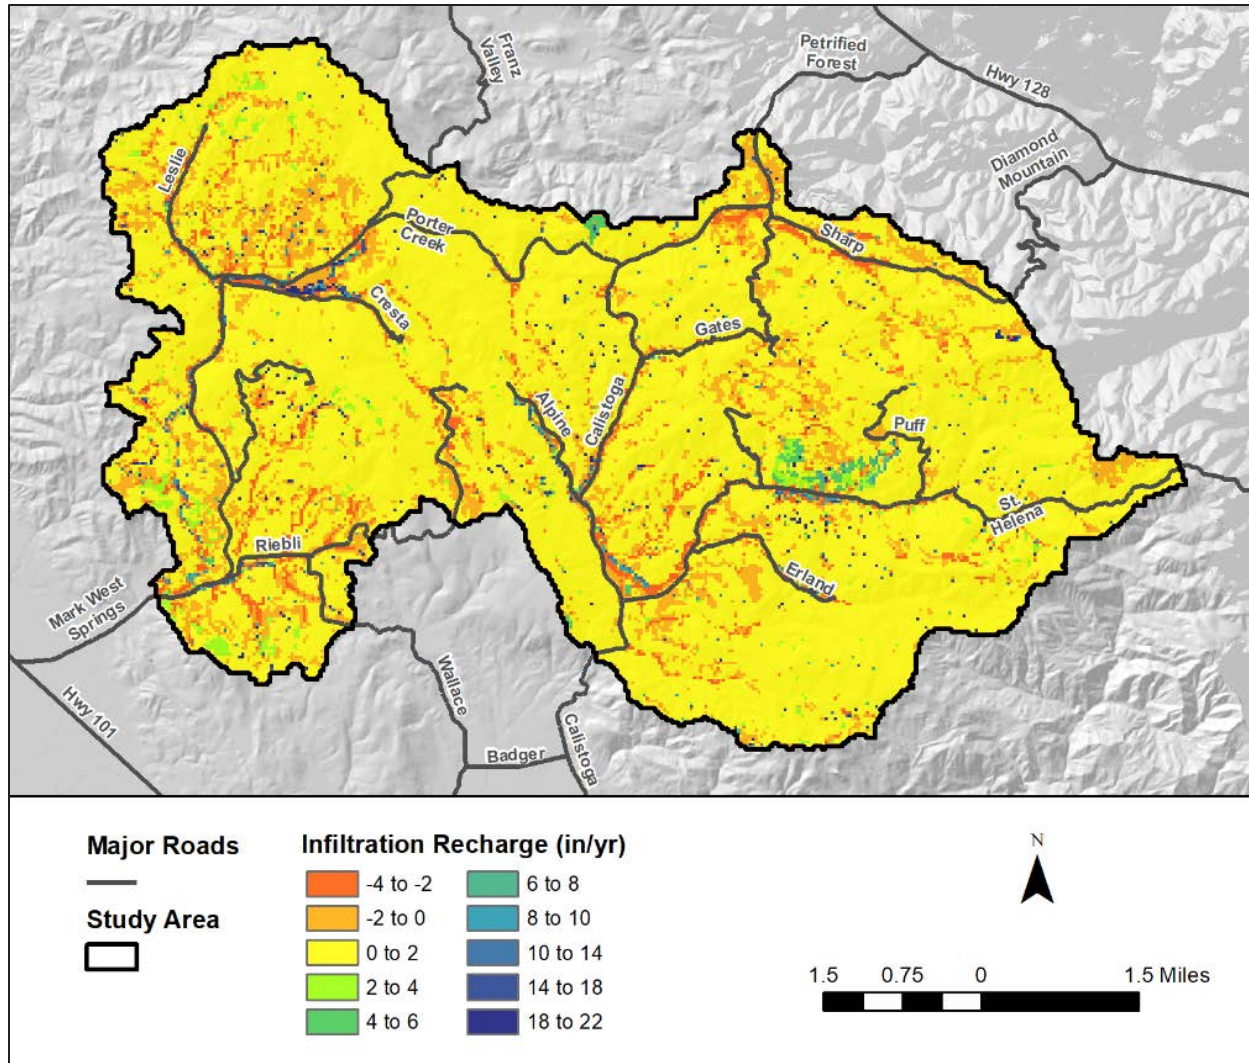 Franz
Valley
Petrified
Forest
Hwy 128
Diamond
Mountain
Leslie
Porter
Creek
Sharp
Cresta
Gates
Alpine
Calistoga
Puff
St.
Helena
Riebli
Erland
Mark West
Springs
Wallace
Hwy 101
Badger
Calistoga
Major Roads
Study Area
Infiltration Recharge (in/yr)
-4 to -2
-2 to 0
0 to 2
2 to 4
4 to 6
6 to 8
8 to 10
10 to 14
14 to 18
18 to 22
N
1.5 0.75 0 1.5 Miles